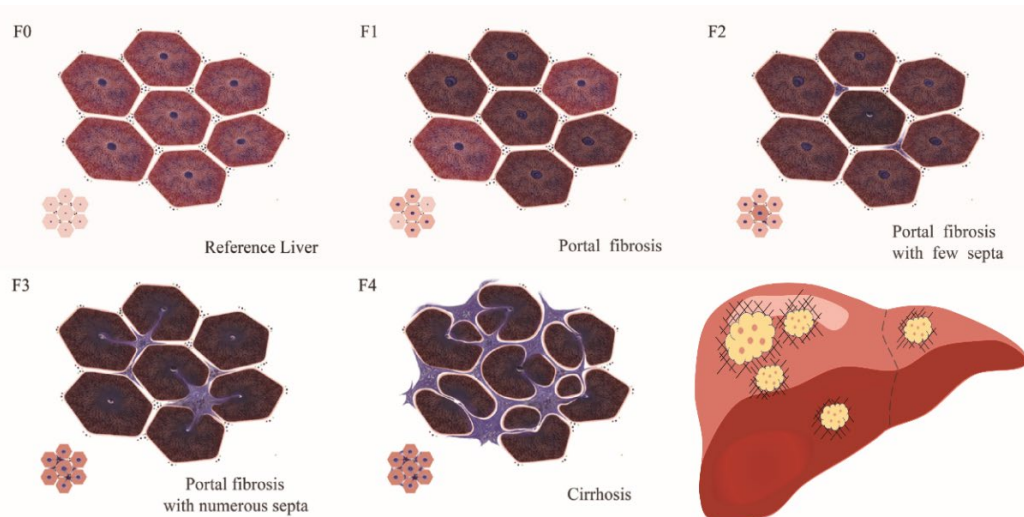 F0
Reference Liver
F1
Portal fibrosis
F2
Portal fibrosis
with few septa
F3
Portal fibrosis
with numerous septa
F4
Cirrhosis